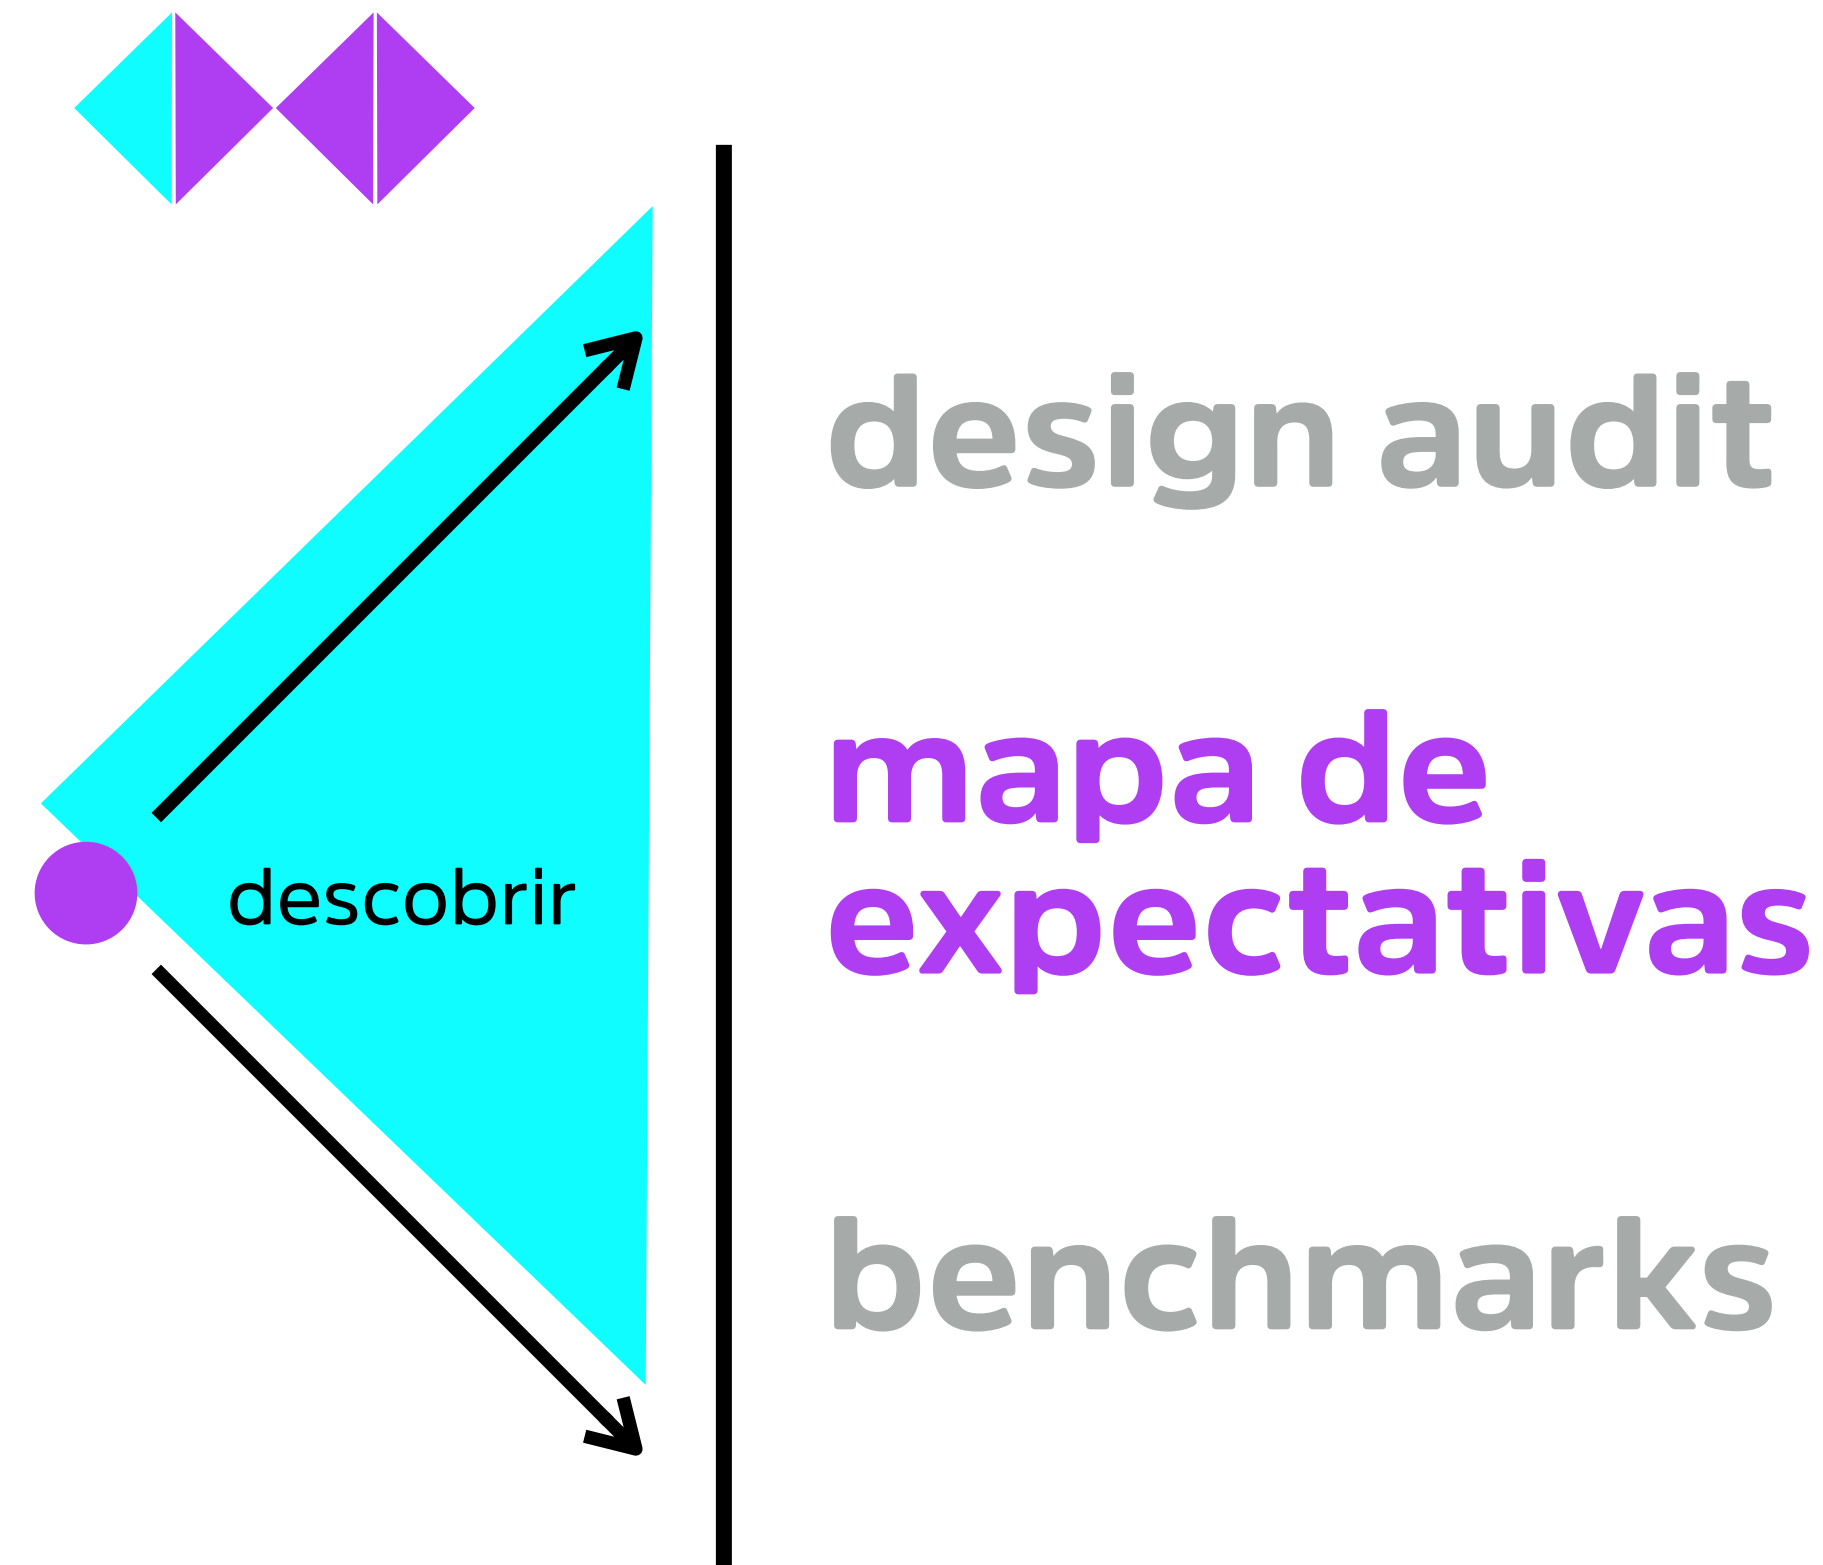 descobrir
design audit
mapa de
expectativas
benchmarks